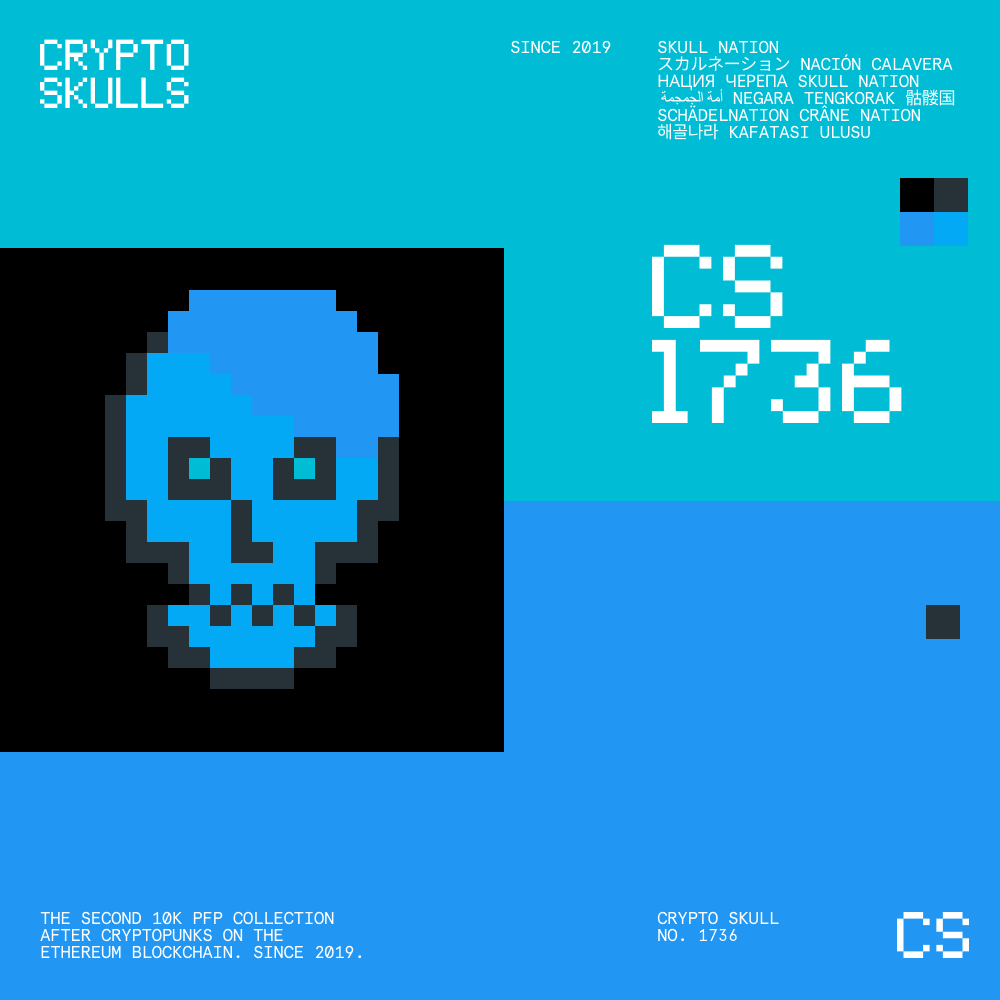 CRYPTO
SKULLS
SINCE 2019
SKULL NATION
スカルネーション NACIÓN CALAVERA
НАЦИЯ ЧЕРЕПА SKULL NATION
أمة الجمجمة NEGARA TENGKORAK 骷髅国
SCHÄDELNATION CRÂNE NATION
해골나라 KAFATASI ULUSU
CS
1736
THE SECOND 10K PFP COLLECTION
AFTER CRYPTOPUNKS ON THE
ETHEREUM BLOCKCHAIN. SINCE 2019.
CRYPTO SKULL
NO. 1736
CS